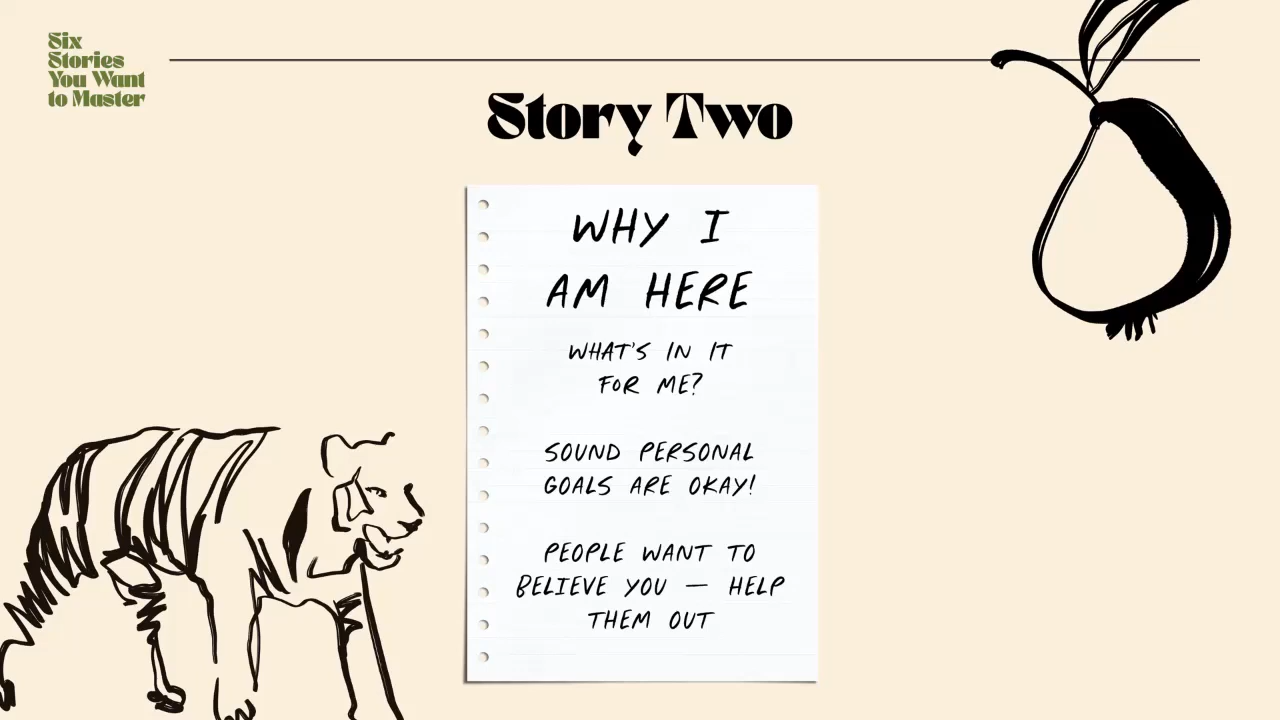 Six
Stories
You Want
to Master
Story Two
WHY I
AM HERE
WHAT'S IN IT
FOR ME?
SOUND PERSONAL
GOALS ARE OKAY!
PEOPLE WANT TO
BELIEVE YOU — HELP
THEM OUT